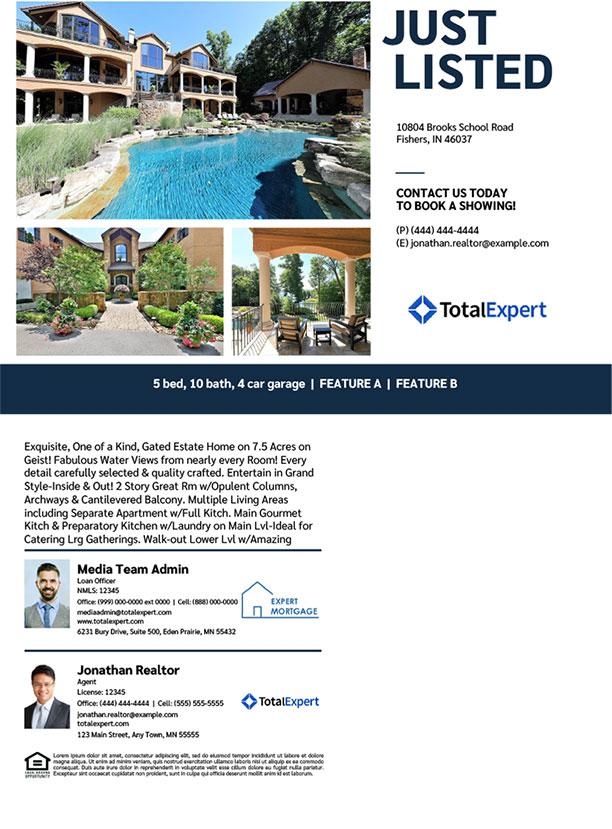 JUST
LISTED
10804 Brooks School Road
Fishers, IN 46037
CONTACT US TODAY
TO BOOK A SHOWING!
(P) (444) 444-4444
(E) jonathan.realtor@example.com
TotalExpert
5 bed, 10 bath, 4 car garage | FEATURE A | FEATURE B
Exquisite, One of a Kind, Gated Estate Home on 7.5 Acres on
Geist! Fabulous Water Views from nearly every Room! Every
detail carefully selected & quality crafted. Entertain in Grand
Style-Inside & Out! 2 Story Great Rm w/Opulent Columns,
Archways & Cantilevered Balcony. Multiple Living Areas
including Separate Apartment w/Full Kitch. Main Gourmet
Kitch & Preparatory Kitchen w/Laundry on Main Lvl-Ideal for
Catering Lrg Gatherings. Walk-out Lower Lvl w/Amazing
Media Team Admin
Loan Officer
NMLS: 12345
Office: (999) 000-0000 ext 0000 | Cell: (888) 000-0000
mediaadmin@totalexpert.com
www.totalexpert.com
6231 Bury Drive, Suite 500, Eden Prairie, MN 55432
EXPERT
MORTGAGE
Jonathan Realtor
Agent
License: 12345
Office: (444) 444-4444 | Cell: (555) 555-5555
jonathan.realtor@example.com
totalexpert.com
123 Main Street, Any Town, MN 55555
TotalExpert
EQUAL HOUSING
OPPORTUNITY
Lorem ipsum dolor sit amet, consectetur adipiscing elit, sed do eiusmod tempor incididunt ut labore et dolore
magna aliqua. Ut enim ad minim veniam, quis nostrud exercitation ullamco laboris nisi ut aliquip ex ea commodo
consequat. Duis aute irure dolor in reprehenderit in voluptate velit esse cillum dolore eu fugiat nulla pariatur.
Excepteur sint occaecat cupidatat non proident, sunt in culpa qui officia deserunt mollit anim id est laborum.